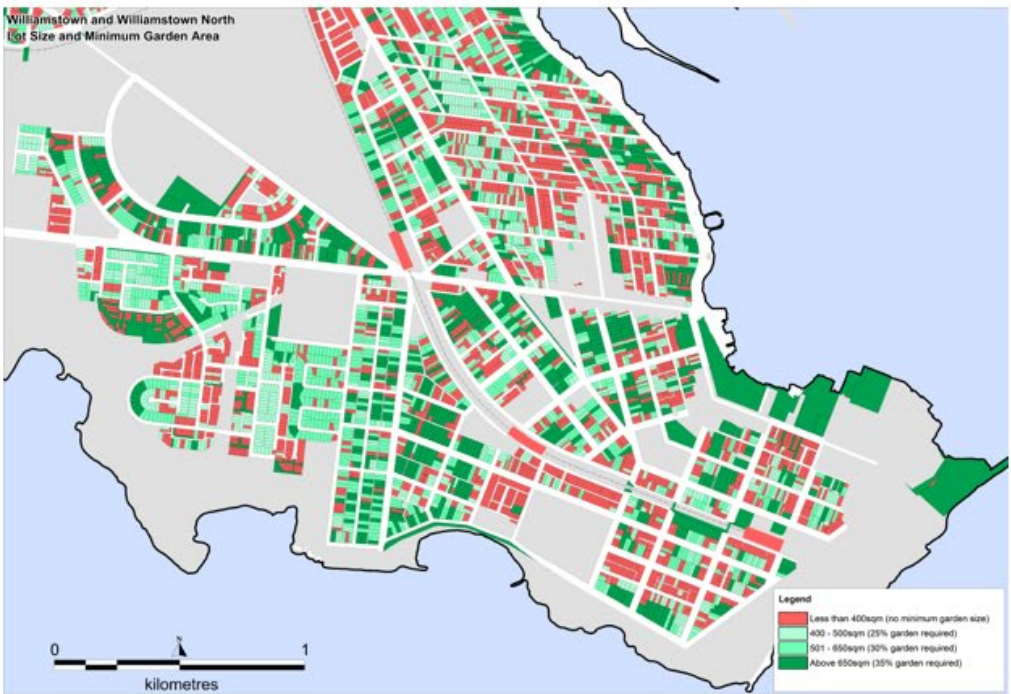 Williamstown and Williamstown North
Lot Size and Minimum Garden Area
Legend
Less than 400sqm (no minimum garden size)
400 - 500sqm (25% garden required)
501 - 650sqm (30% garden required)
Above 650sqm (35% garden required)
N
0 1
kilometres